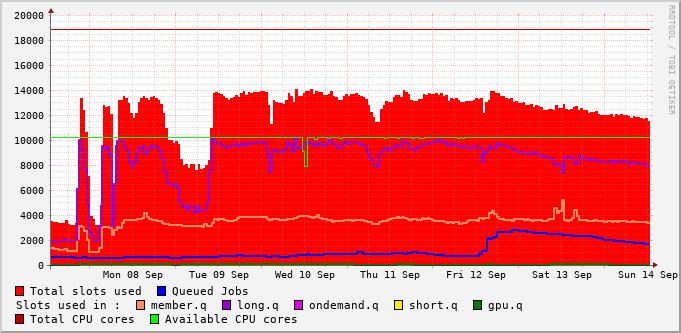 20000
18000
16000
14000
12000
10000
8000
6000
4000
2000
0
Mon 08 Sep Tue 09 Sep Wed 10 Sep Thu 11 Sep Fri 12 Sep Sat 13 Sep Sun 14 Sep
Total slots used Queued Jobs
Slots used in : member.q long.q ondemand.q short.q gpu.q
Total CPU cores Available CPU cores
RRDTOOL / TOBI OETIKER